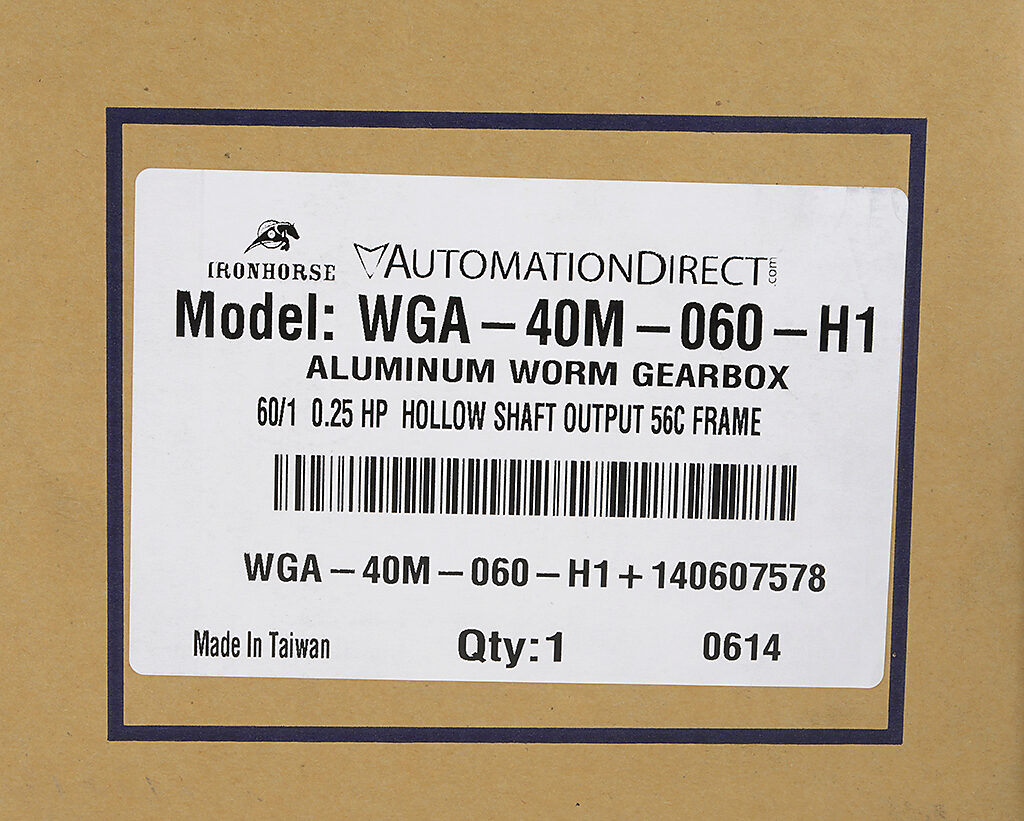 IRONHORSE AUTOMATIONDIRECT.com
Model: WGA-40M-060-H1
ALUMINUM WORM GEARBOX
60/1 0.25 HP HOLLOW SHAFT OUTPUT 56C FRAME
WGA-40M-060-H1+140607578
Made In Taiwan Qty:1 0614